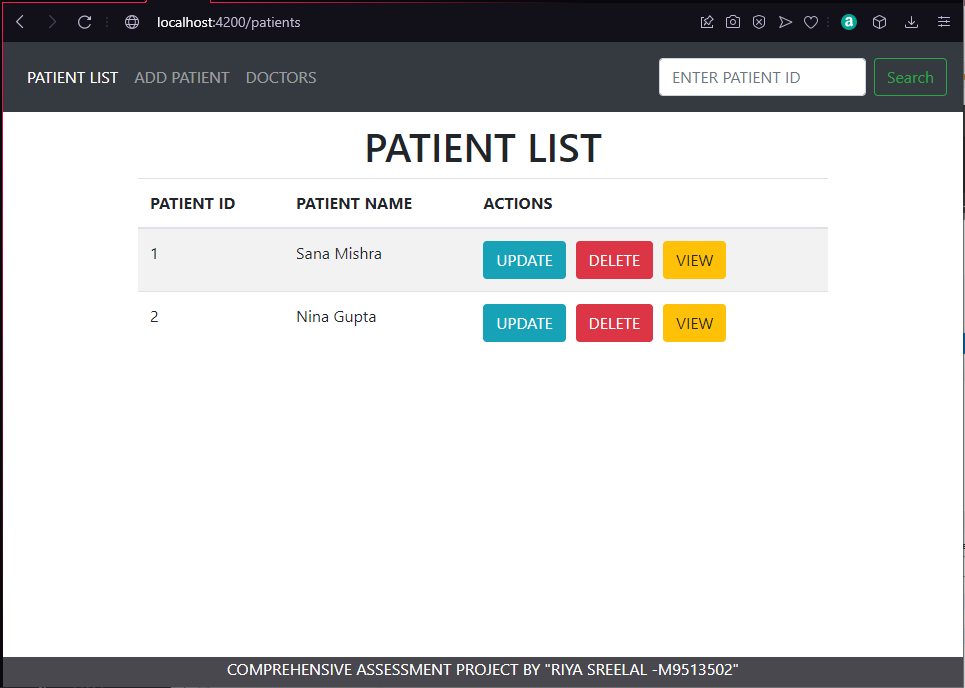 localhost:4200/patients
a
PATIENT LIST ADD PATIENT DOCTORS ENTER PATIENT ID Search
PATIENT LIST
PATIENT ID PATIENT NAME ACTIONS
1 Sana Mishra UPDATE DELETE VIEW
2 Nina Gupta UPDATE DELETE VIEW
COMPREHENSIVE ASSESSMENT PROJECT BY "RIYA SREELAL -M9513502"